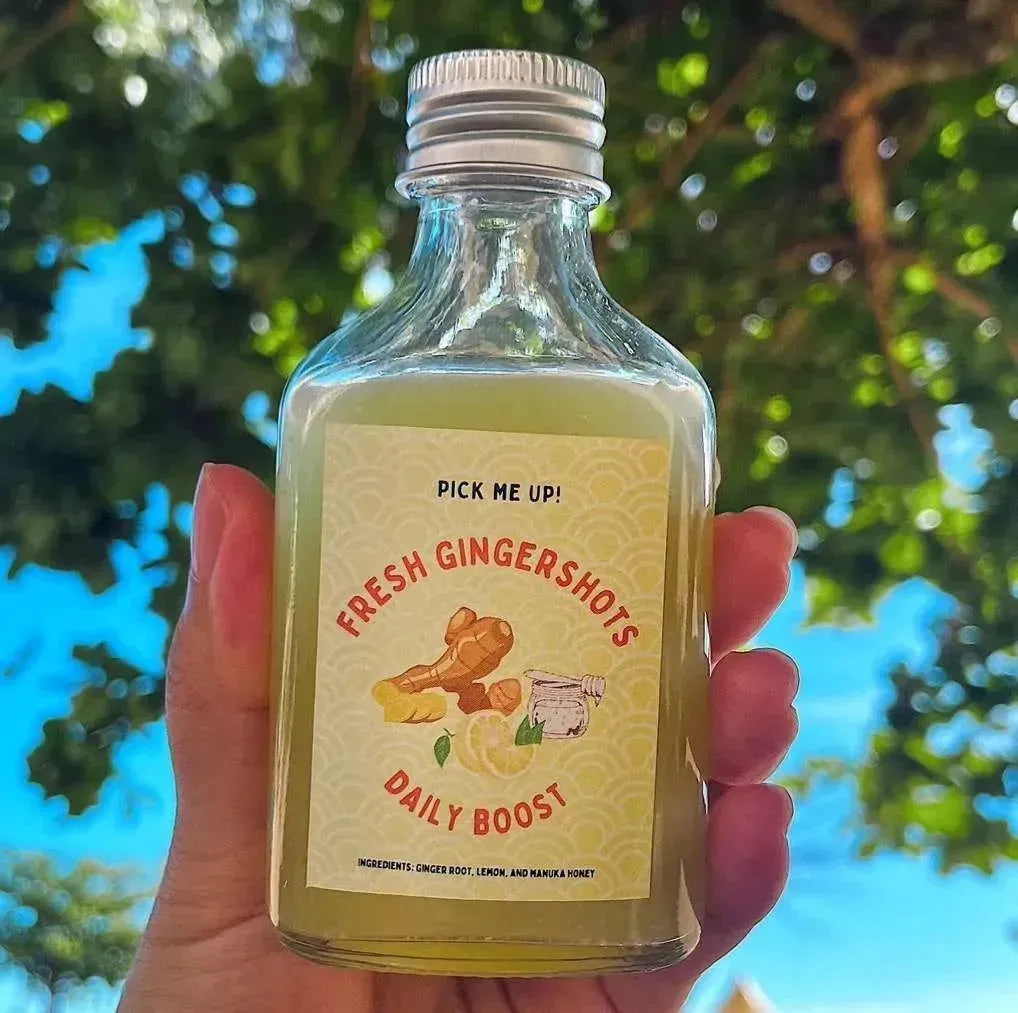 PICK ME UP!
FRESH GINGERSHOTS
DAILY BOOST
INGREDIENTS: GINGER ROOT, LEMON, AND MANUKA HONEY